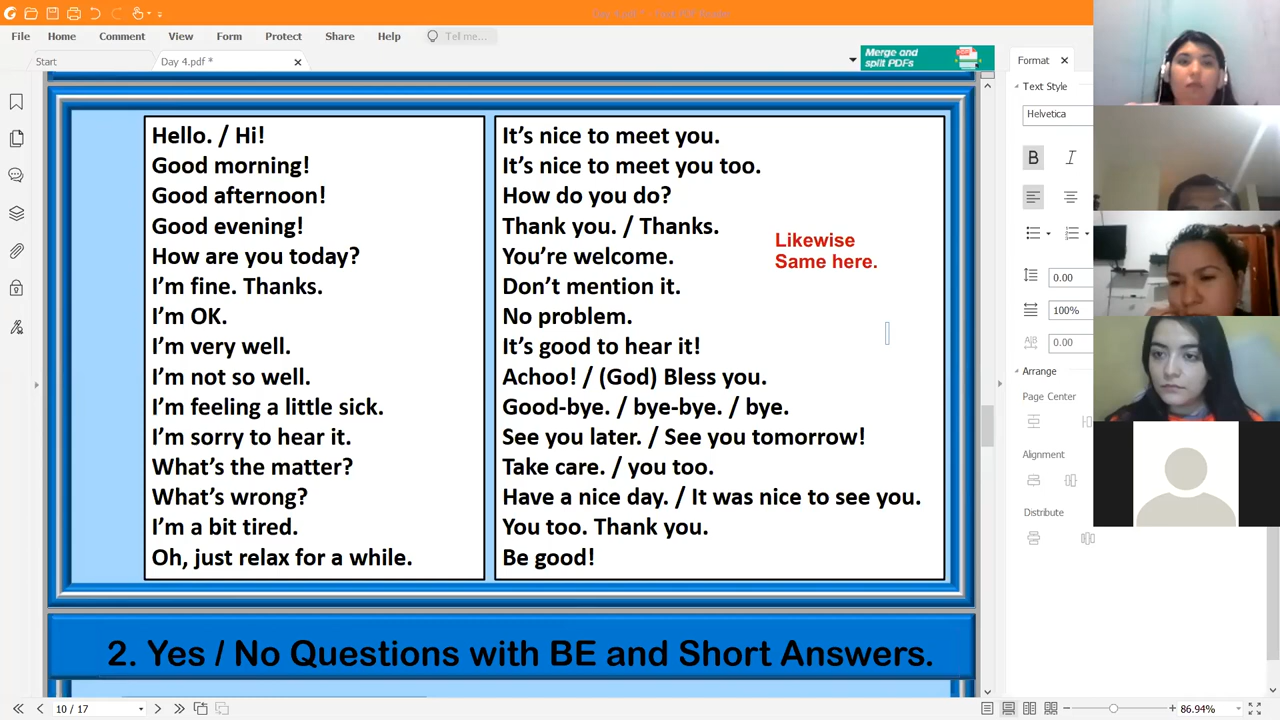 File Home Comment View Form Protect Share Help Tell me...
Start
Day 4.pdf *
Merge and
split PDFs
Format
Text Style
Helvetica
B I
0.00
100%
0.00
Arrange
Page Center
Alignment
Distribute
Hello. / Hi!
Good morning!
Good afternoon!
Good evening!
How are you today?
I'm fine. Thanks.
I'm OK.
I'm very well.
I'm not so well.
I'm feeling a little sick.
I'm sorry to hear it.
What's the matter?
What's wrong?
I'm a bit tired.
Oh, just relax for a while.
It's nice to meet you.
It's nice to meet you too.
How do you do?
Thank you. / Thanks.
You're welcome.
Don't mention it.
No problem.
It's good to hear it!
Achoo! / (God) Bless you.
Good-bye. / bye-bye. / bye.
See you later. / See you tomorrow!
Take care. / you too.
Have a nice day. / It was nice to see you.
You too. Thank you.
Be good!
Likewise
Same here.
2. Yes / No Questions with BE and Short Answers.
10 / 17
86.94%